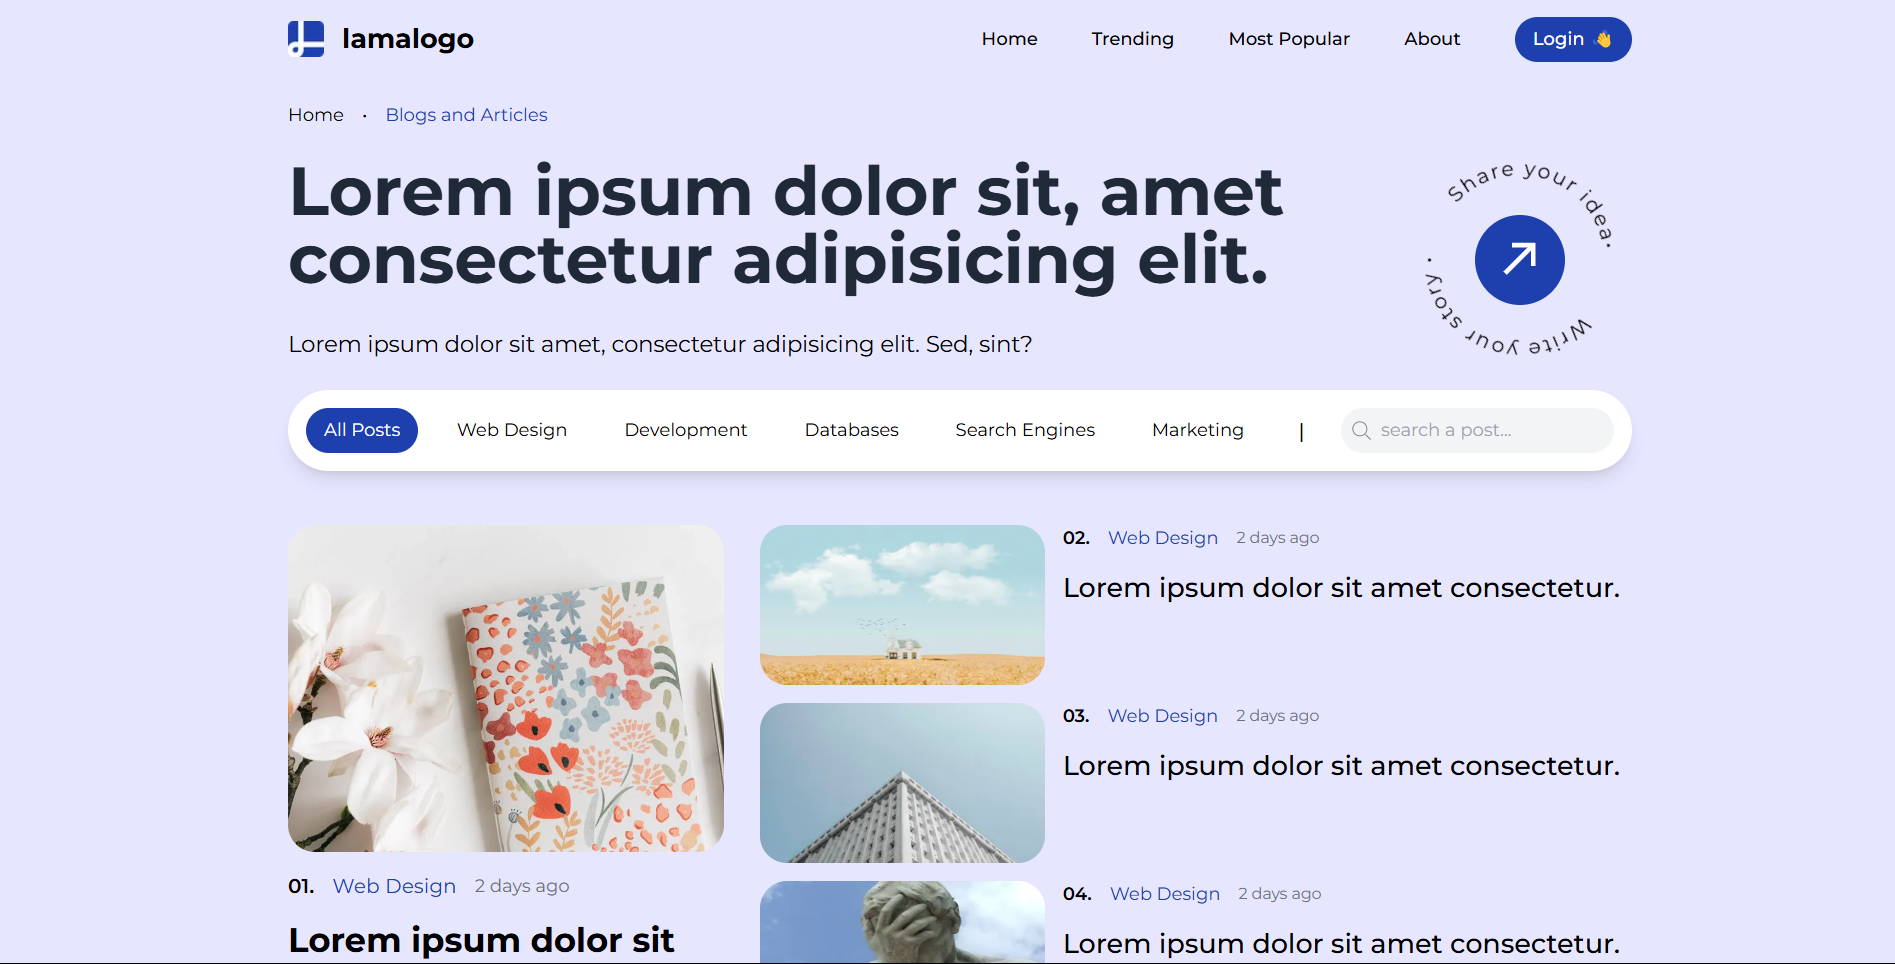 lamalogo
Home Trending Most Popular About Login 👋
Home • Blogs and Articles
Lorem ipsum dolor sit, amet
consectetur adipisicing elit.
Lorem ipsum dolor sit amet, consectetur adipisicing elit. Sed, sint?
Share your idea •
Write your story •
All Posts Web Design Development Databases Search Engines Marketing | search a post...
02. Web Design 2 days ago
Lorem ipsum dolor sit amet consectetur.
03. Web Design 2 days ago
Lorem ipsum dolor sit amet consectetur.
01. Web Design 2 days ago
Lorem ipsum dolor sit
04. Web Design 2 days ago
Lorem ipsum dolor sit amet consectetur.